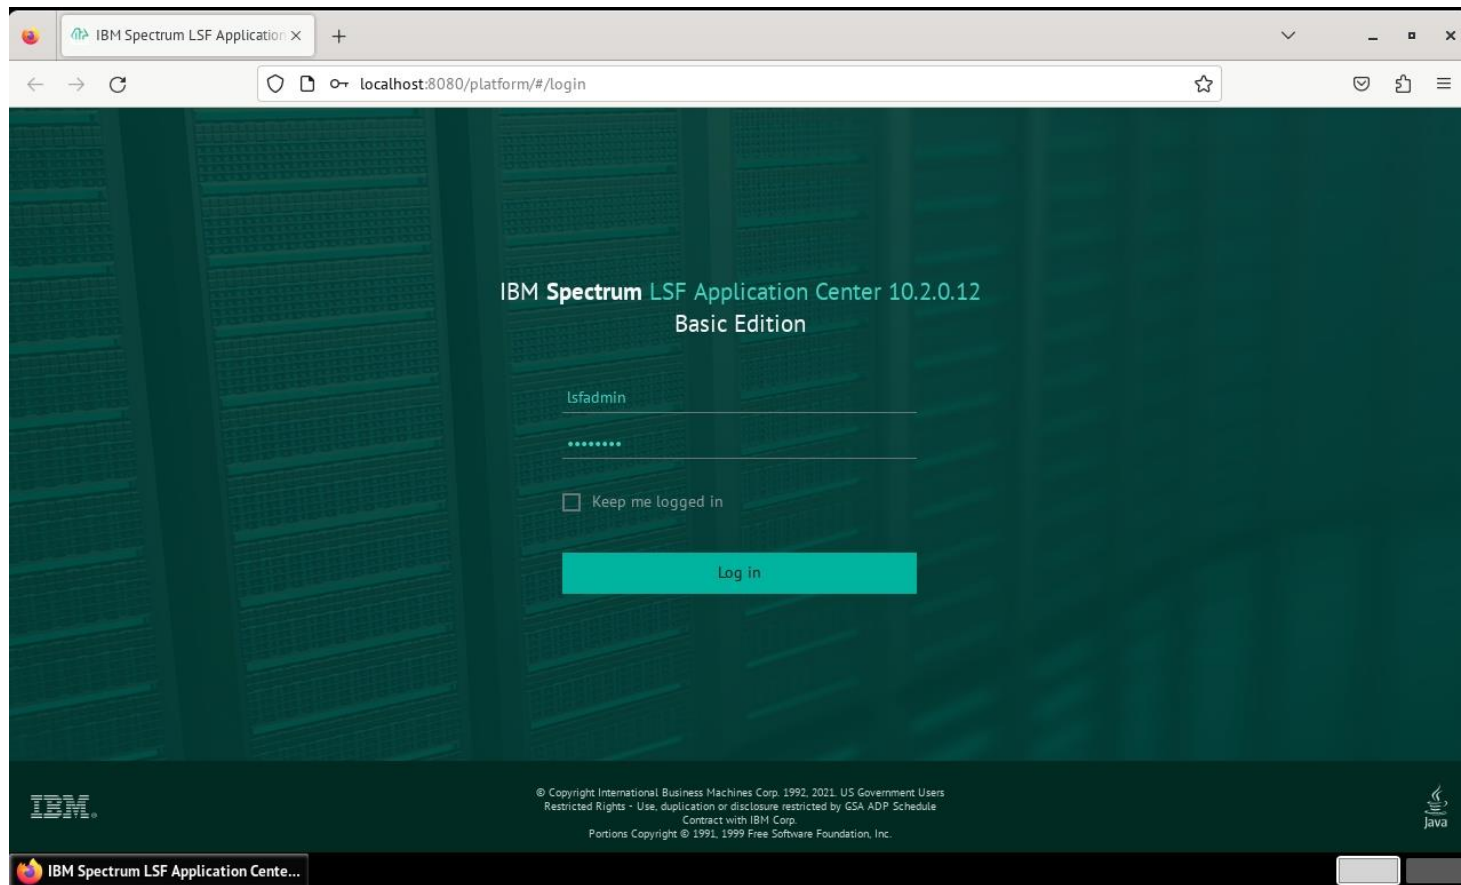 IBM Spectrum LSF Application
localhost:8080/platform/#/login
IBM Spectrum LSF Application Center 10.2.0.12
Basic Edition
lsfadmin
••••••••
Keep me logged in
Log in
IBM.
© Copyright International Business Machines Corp. 1992, 2021. US Government Users
Restricted Rights - Use, duplication or disclosure restricted by GSA ADP Schedule
Contract with IBM Corp.
Portions Copyright © 1991, 1999 Free Software Foundation, Inc.
Java
IBM Spectrum LSF Application Cente...